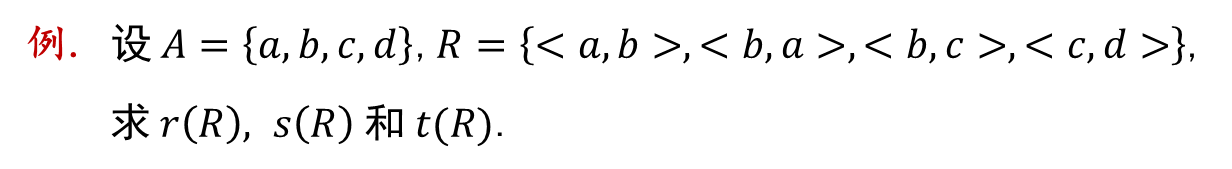 例. 设 A = {a, b, c, d}, R = {< a, b >, < b, a >, < b, c >, < c, d >},
求 r(R), s(R) 和 t(R).